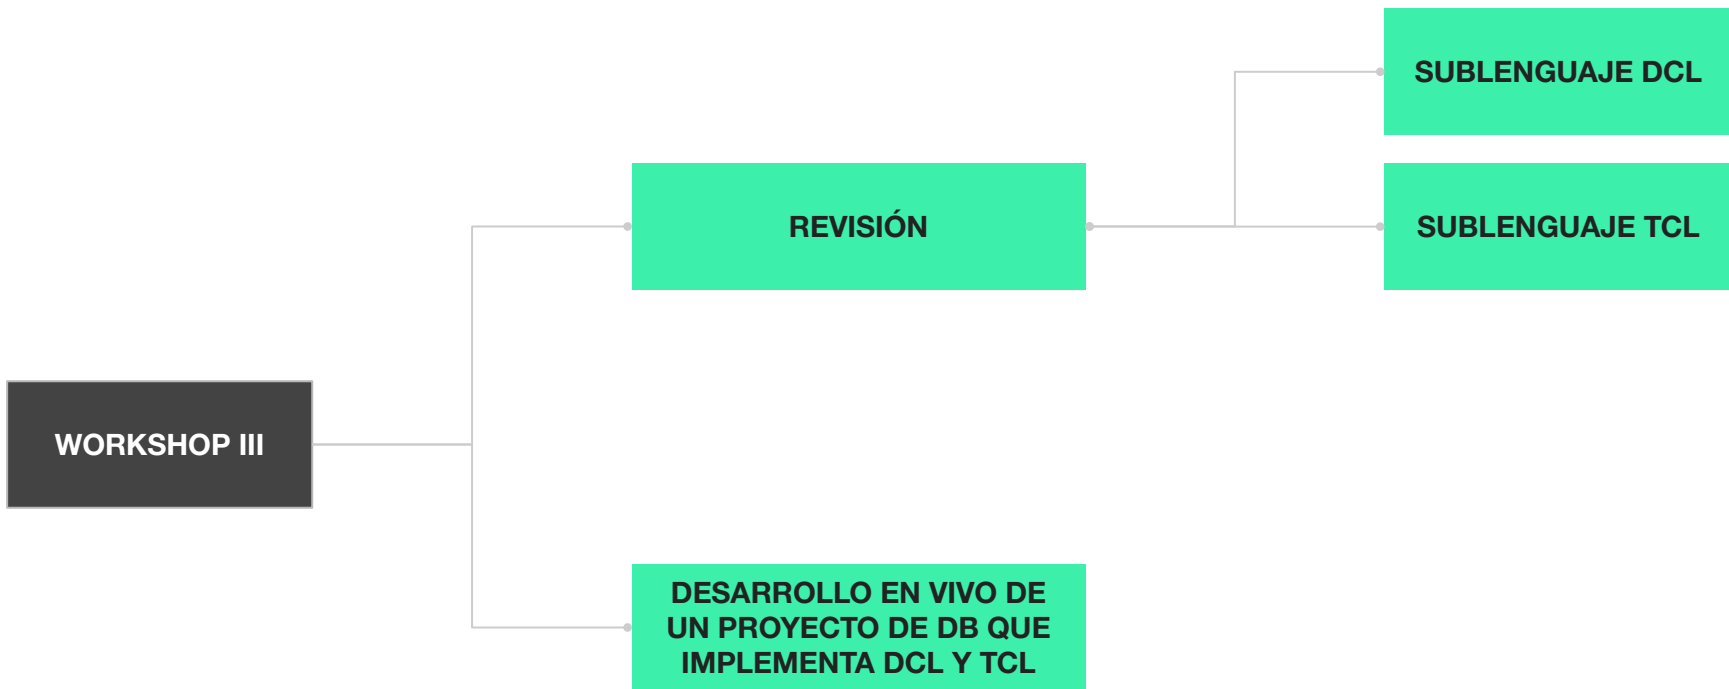 SUBLENGUAJE DCL
REVISIÓN
SUBLENGUAJE TCL
WORKSHOP III
DESARROLLO EN VIVO DE
UN PROYECTO DE DB QUE
IMPLEMENTA DCL Y TCL